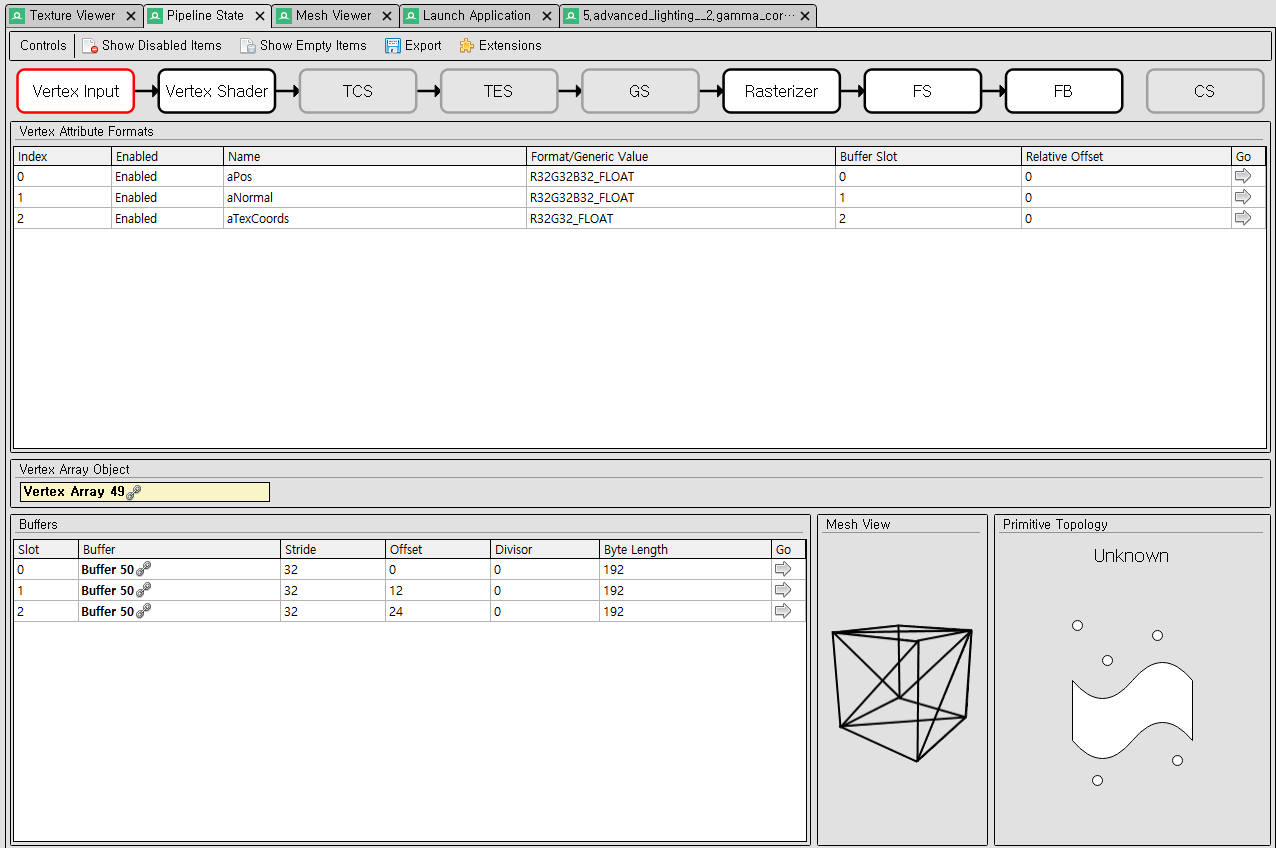 Texture Viewer Pipeline State Mesh Viewer Launch Application 5,advanced_lighting__2,gamma_cor···
Controls Show Disabled Items Show Empty Items Export Extensions
Vertex Input Vertex Shader TCS TES GS Rasterizer FS FB CS
Vertex Attribute Formats
Index Enabled Name Format/Generic Value Buffer Slot Relative Offset Go
0 Enabled aPos R32G32B32_FLOAT 0 0
1 Enabled aNormal R32G32B32_FLOAT 1 0
2 Enabled aTexCoords R32G32_FLOAT 2 0
Vertex Array Object
Vertex Array 49
Buffers
Slot Buffer Stride Offset Divisor Byte Length Go
0 Buffer 50 32 0 0 192
1 Buffer 50 32 12 0 192
2 Buffer 50 32 24 0 192
Mesh View
Primitive Topology
Unknown